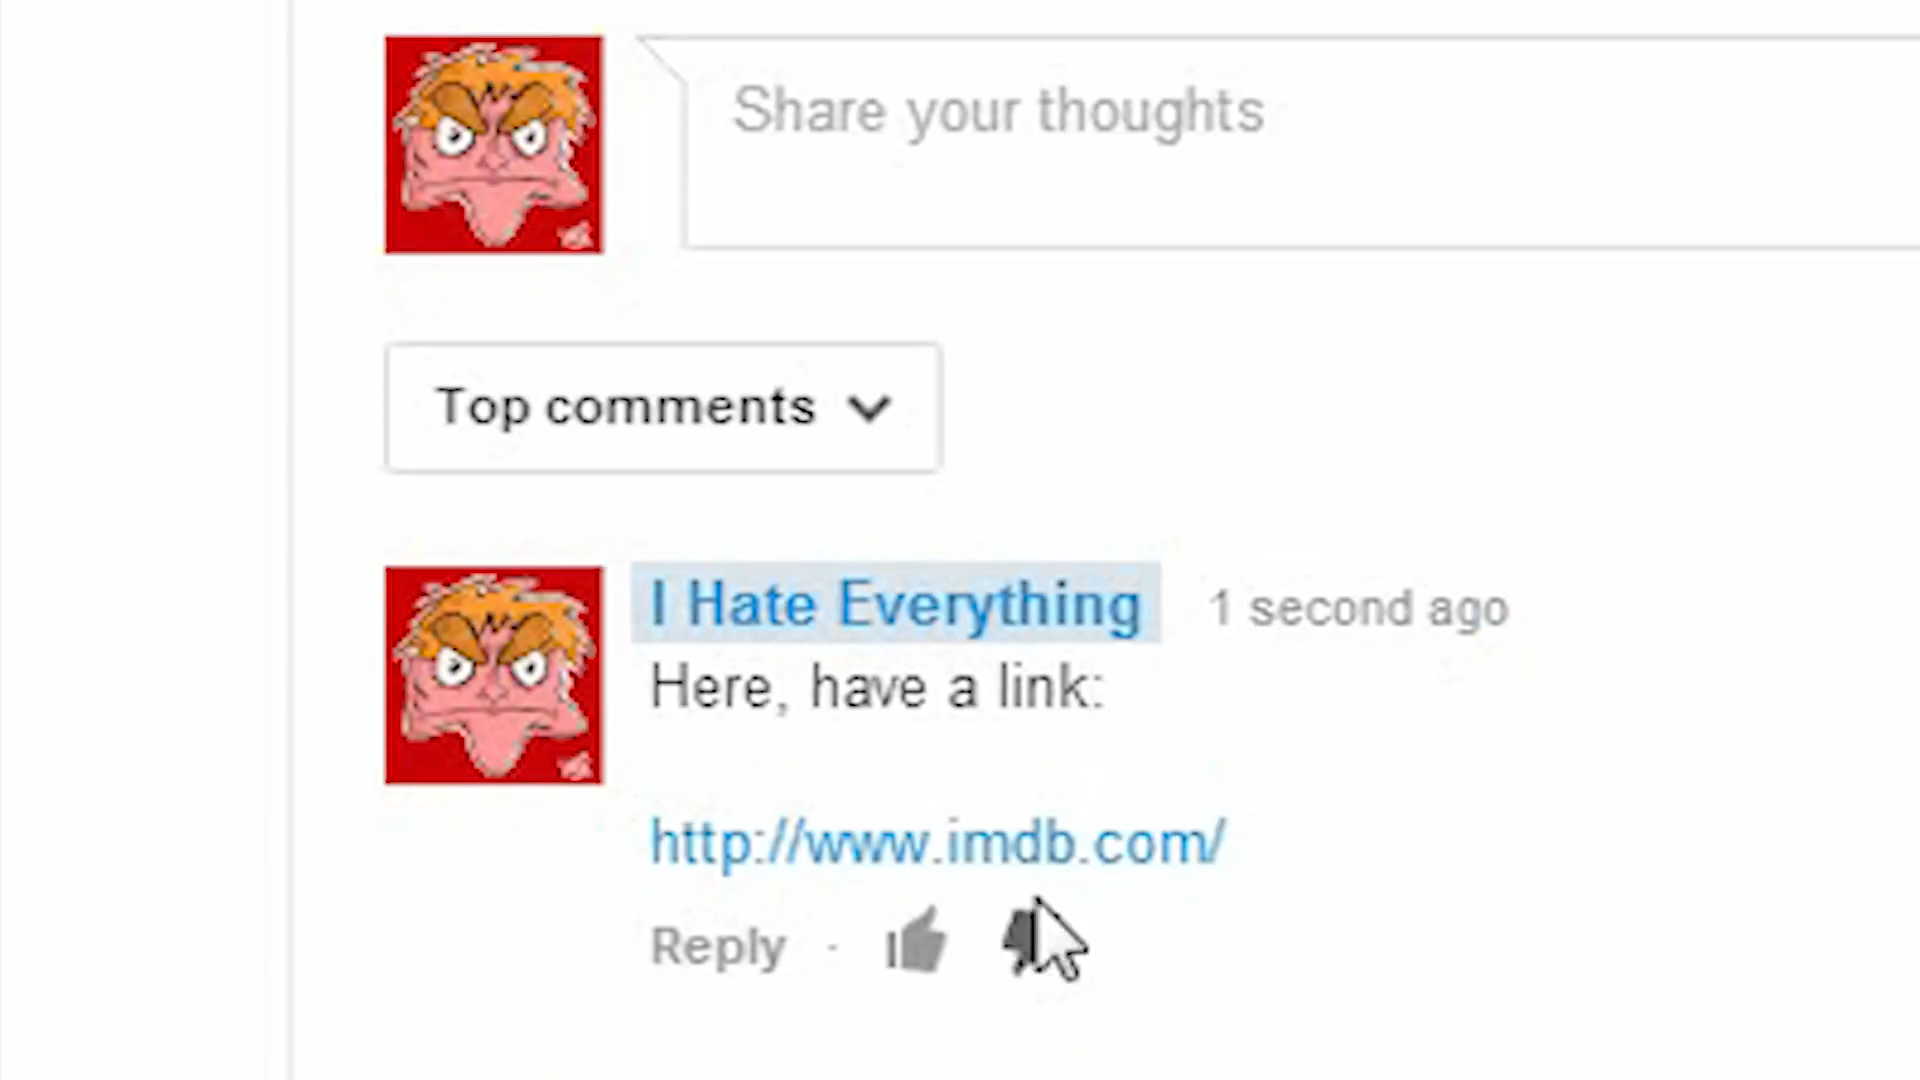 Share your thoughts
Top comments
I Hate Everything 1 second ago
Here, have a link:
http://www.imdb.com/
Reply ·